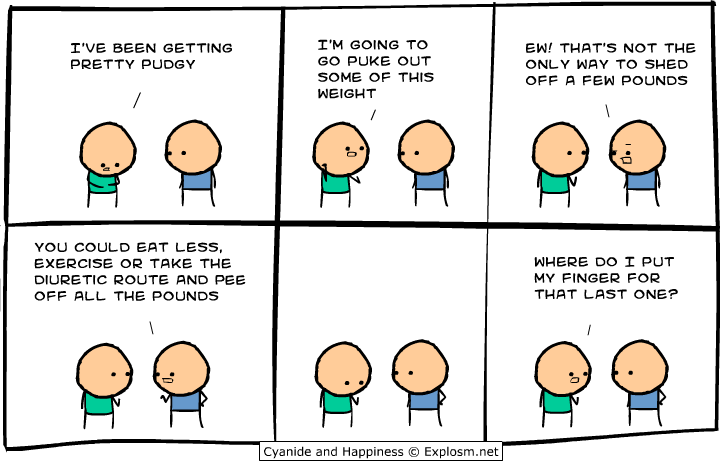 I'VE BEEN GETTING
PRETTY PUDGY
I'M GOING TO
GO PUKE OUT
SOME OF THIS
WEIGHT
EW! THAT'S NOT THE
ONLY WAY TO SHED
OFF A FEW POUNDS
YOU COULD EAT LESS,
EXERCISE OR TAKE THE
DIURETIC ROUTE AND PEE
OFF ALL THE POUNDS
WHERE DO I PUT
MY FINGER FOR
THAT LAST ONE?
Cyanide and Happiness © Explosm.net